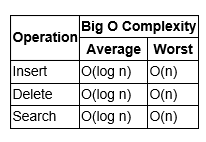 Operation Big O Complexity
Average Worst
Insert O(log n) O(n)
Delete O(log n) O(n)
Search O(log n) O(n)